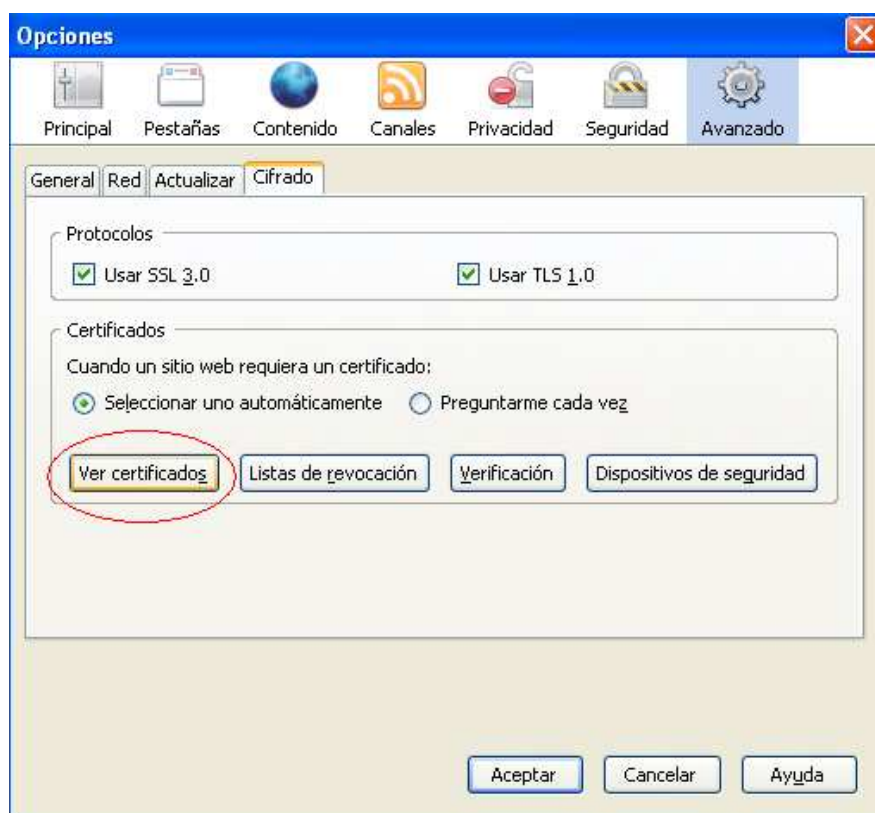 Opciones
Principal Pestañas Contenido Canales Privacidad Seguridad Avanzado
General Red Actualizar Cifrado
Protocolos
Usar SSL 3.0 Usar TLS 1.0
Certificados
Cuando un sitio web requiera un certificado:
Seleccionar uno automáticamente Preguntarme cada vez
Ver certificados Listas de revocación Verificación Dispositivos de seguridad
Aceptar Cancelar Ayuda